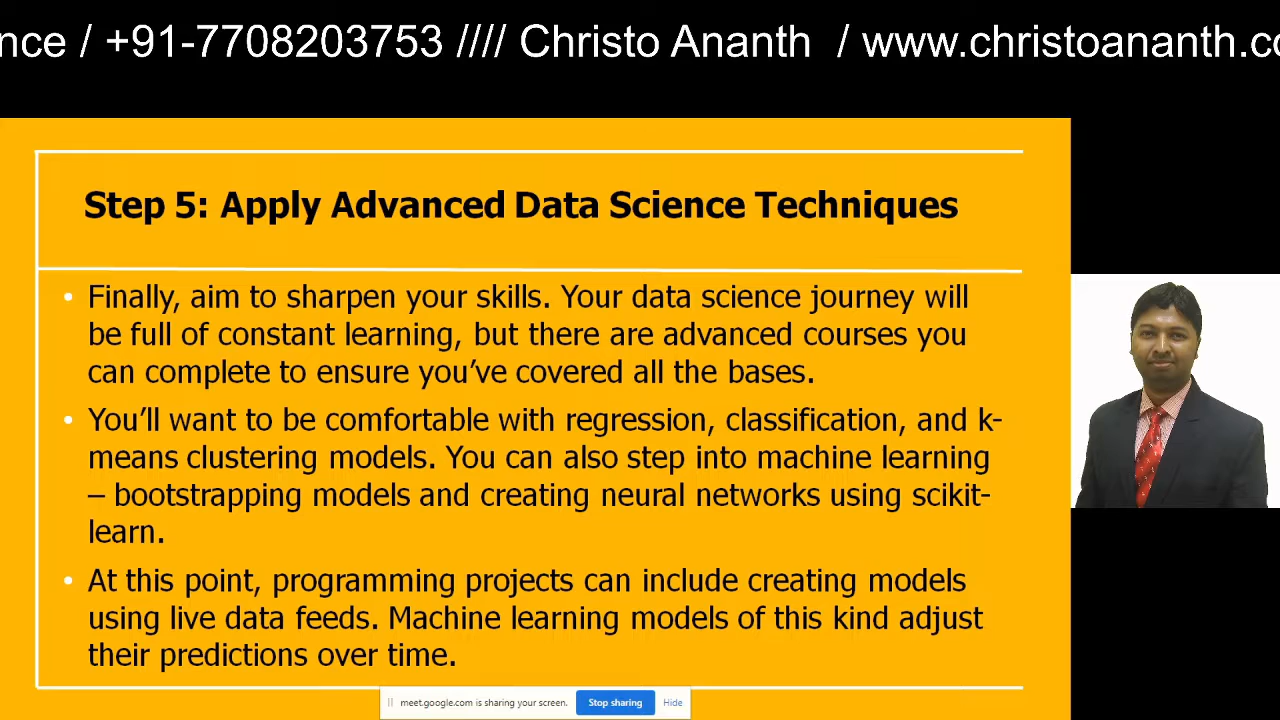 nce / +91-7708203753 //// Christo Ananth / www.christoananth.co
Step 5: Apply Advanced Data Science Techniques
• Finally, aim to sharpen your skills. Your data science journey will
be full of constant learning, but there are advanced courses you
can complete to ensure you’ve covered all the bases.
• You’ll want to be comfortable with regression, classification, and k-
means clustering models. You can also step into machine learning
– bootstrapping models and creating neural networks using scikit-
learn.
• At this point, programming projects can include creating models
using live data feeds. Machine learning models of this kind adjust
their predictions over time.
meet.google.com is sharing your screen. Stop sharing Hide